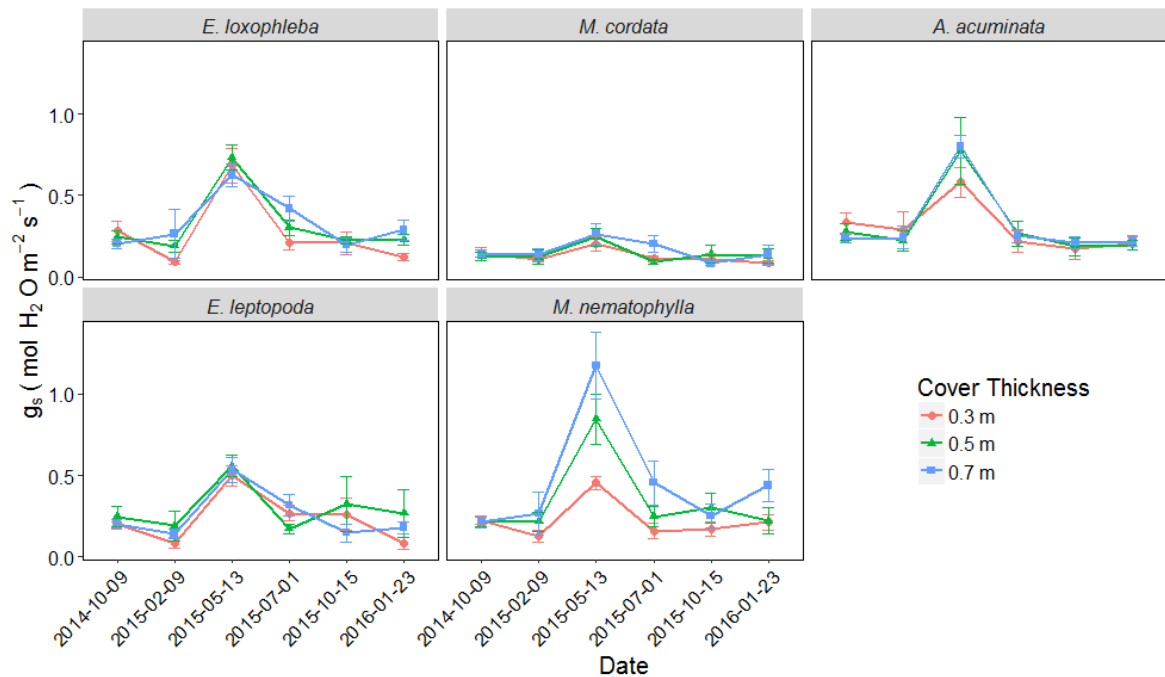 E. loxophleba
M. cordata
A. acuminata
1.0
0.5
0.0
E. leptopoda
M. nematophylla
1.0
0.5
0.0
gs ( mol H2 O m−2 s−1 )
2014-10-09
2015-02-09
2015-05-13
2015-07-01
2015-10-15
2016-01-23
2014-10-09
2015-02-09
2015-05-13
2015-07-01
2015-10-15
2016-01-23
Date
Cover Thickness
0.3 m
0.5 m
0.7 m